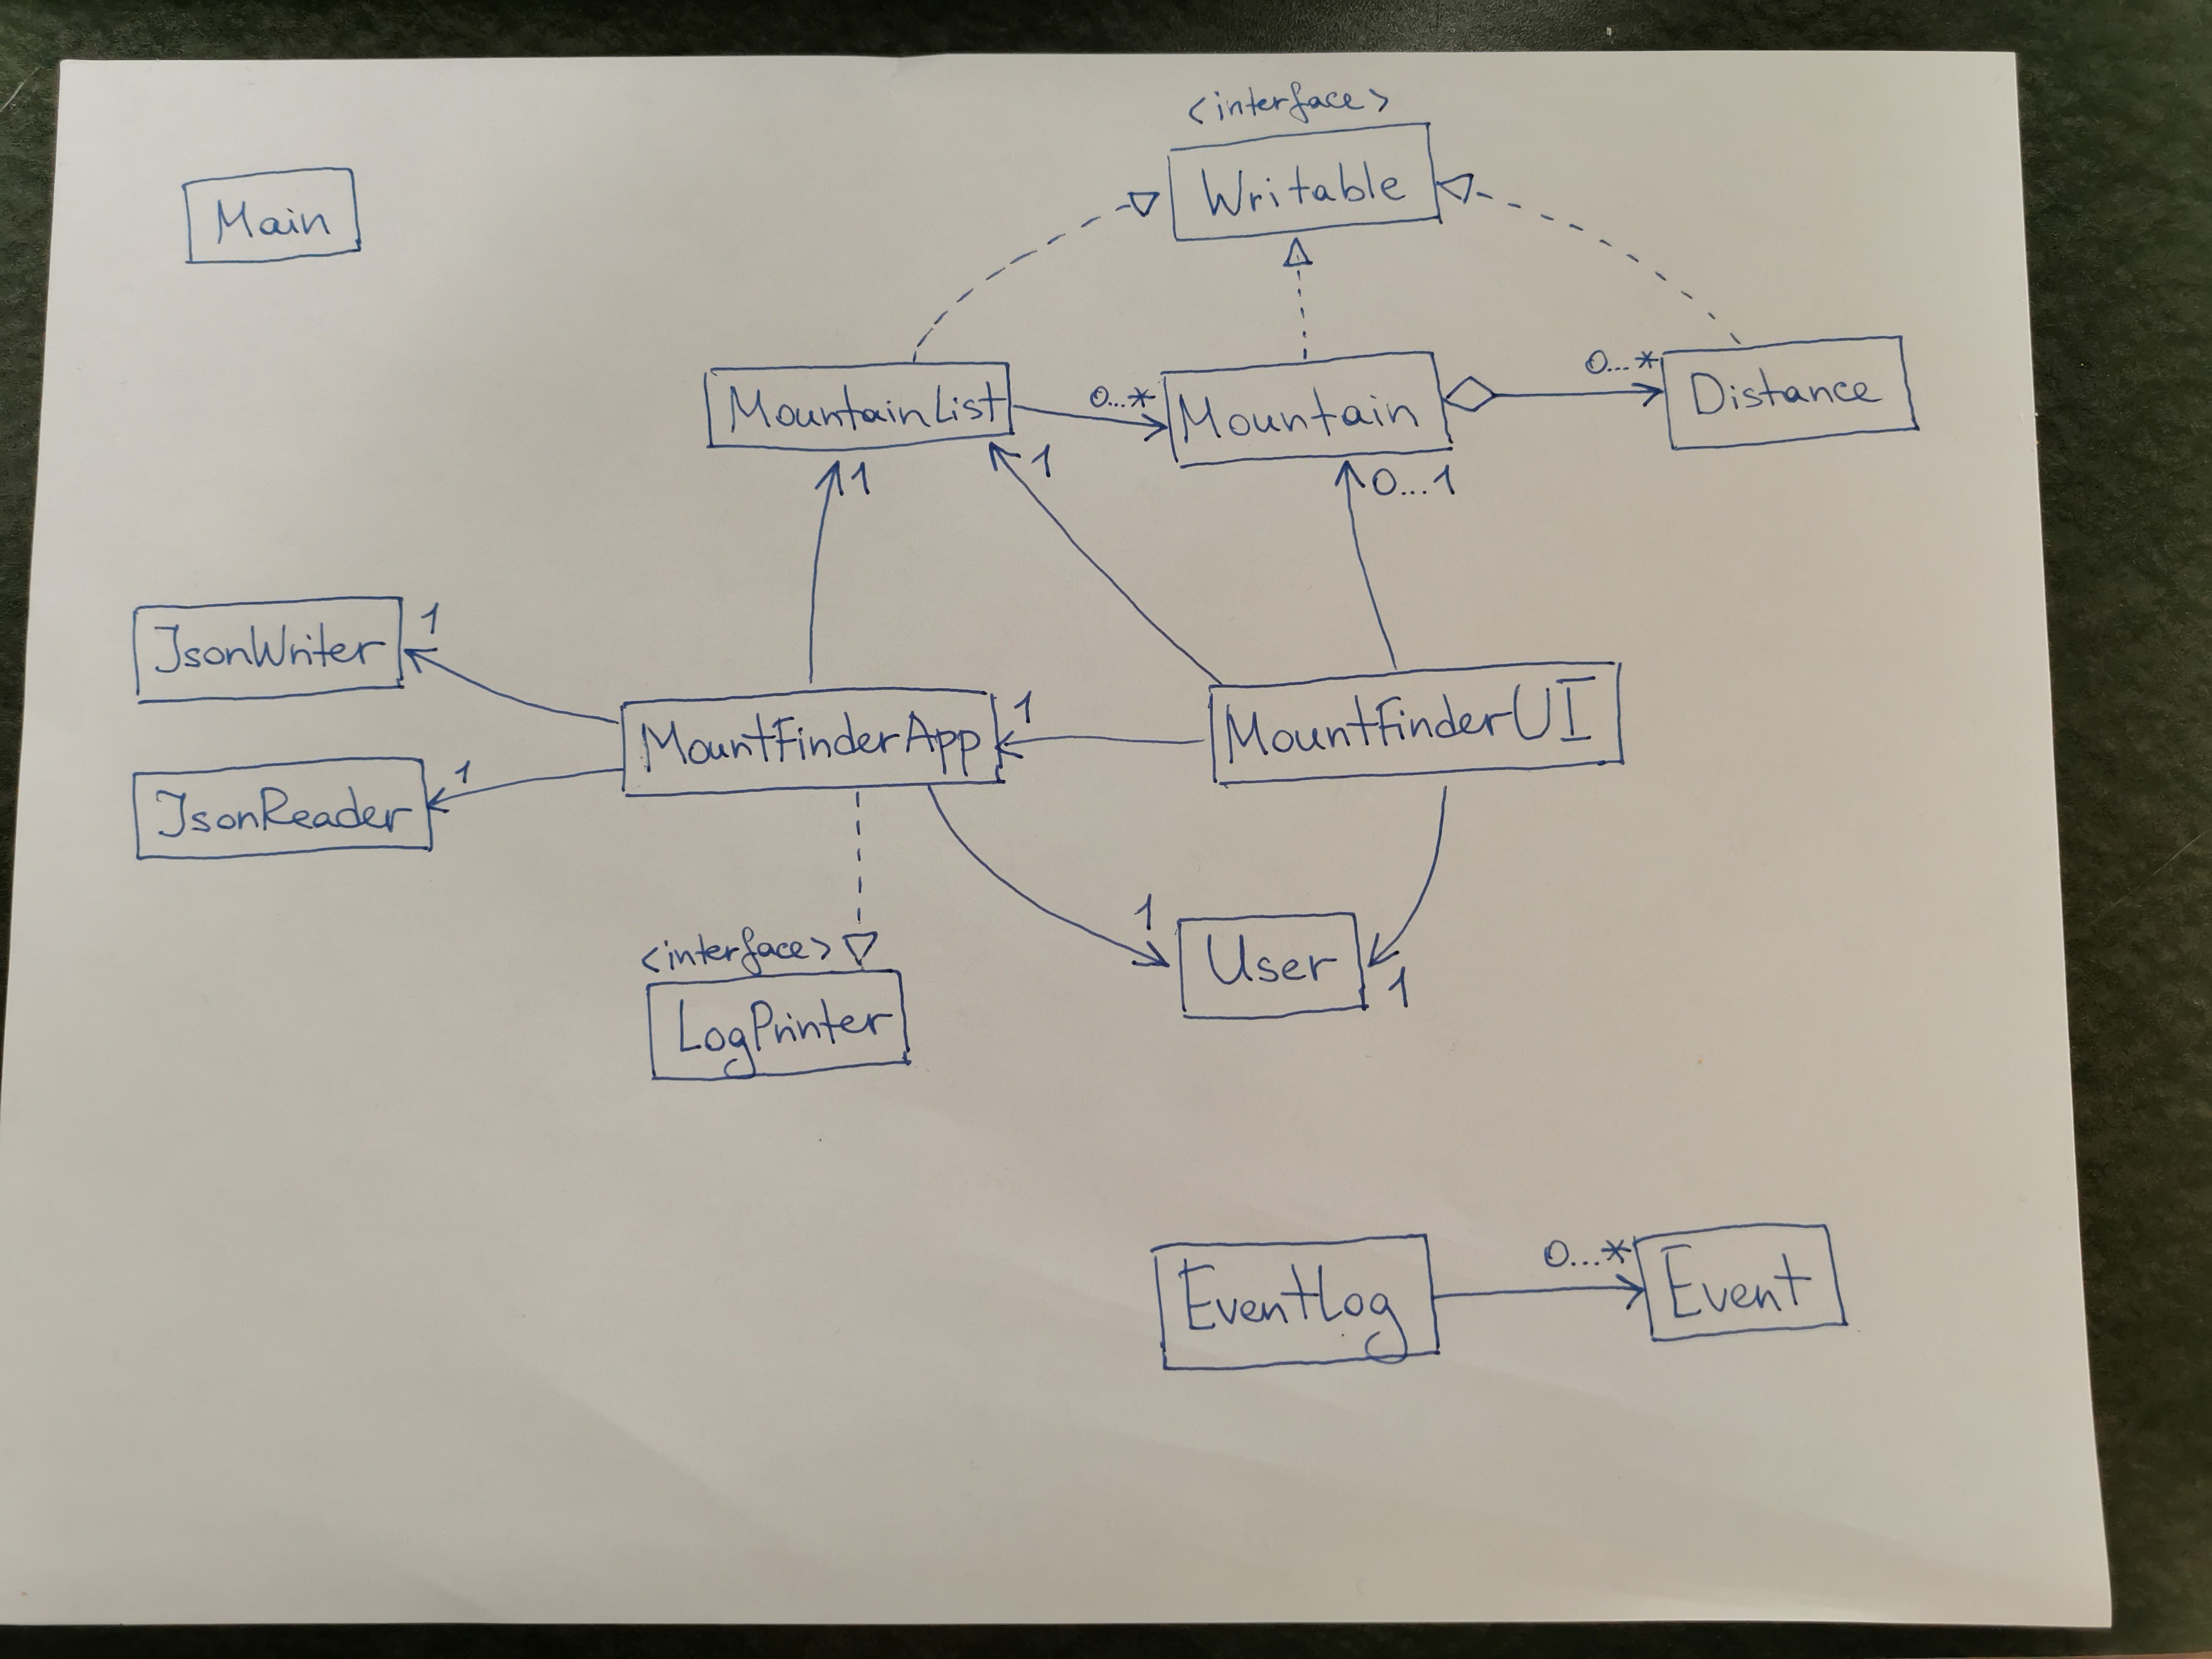 <interface>
Writable
Main
MountainList
0...*
Mountain
0...*
Distance
1
1
0...1
JsonWriter
1
MountFinderApp
1
MountFinderUI
JsonReader
1
<interface>
LogPrinter
1
User
1
EventLog
0...*
Event